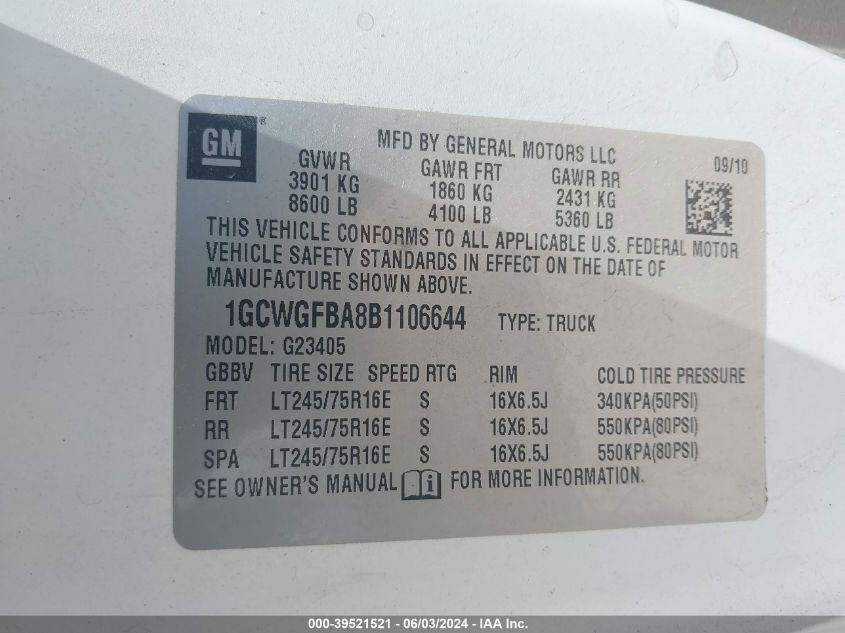 GM ®
MFD BY GENERAL MOTORS LLC 09/10
GVWR GAWR FRT GAWR RR
3901 KG 1860 KG 2431 KG
8600 LB 4100 LB 5360 LB
THIS VEHICLE CONFORMS TO ALL APPLICABLE U.S. FEDERAL MOTOR
VEHICLE SAFETY STANDARDS IN EFFECT ON THE DATE OF
MANUFACTURE SHOWN ABOVE.
1GCWGFBA8B1106644 TYPE: TRUCK
MODEL: G23405
GBBV TIRE SIZE SPEED RTG RIM COLD TIRE PRESSURE
FRT LT245/75R16E S 16X6.5J 340KPA(50PSI)
RR LT245/75R16E S 16X6.5J 550KPA(80PSI)
SPA LT245/75R16E S 16X6.5J 550KPA(80PSI)
SEE OWNER'S MANUAL i FOR MORE INFORMATION.
000-39521521 - 06/03/2024 - IAA Inc.